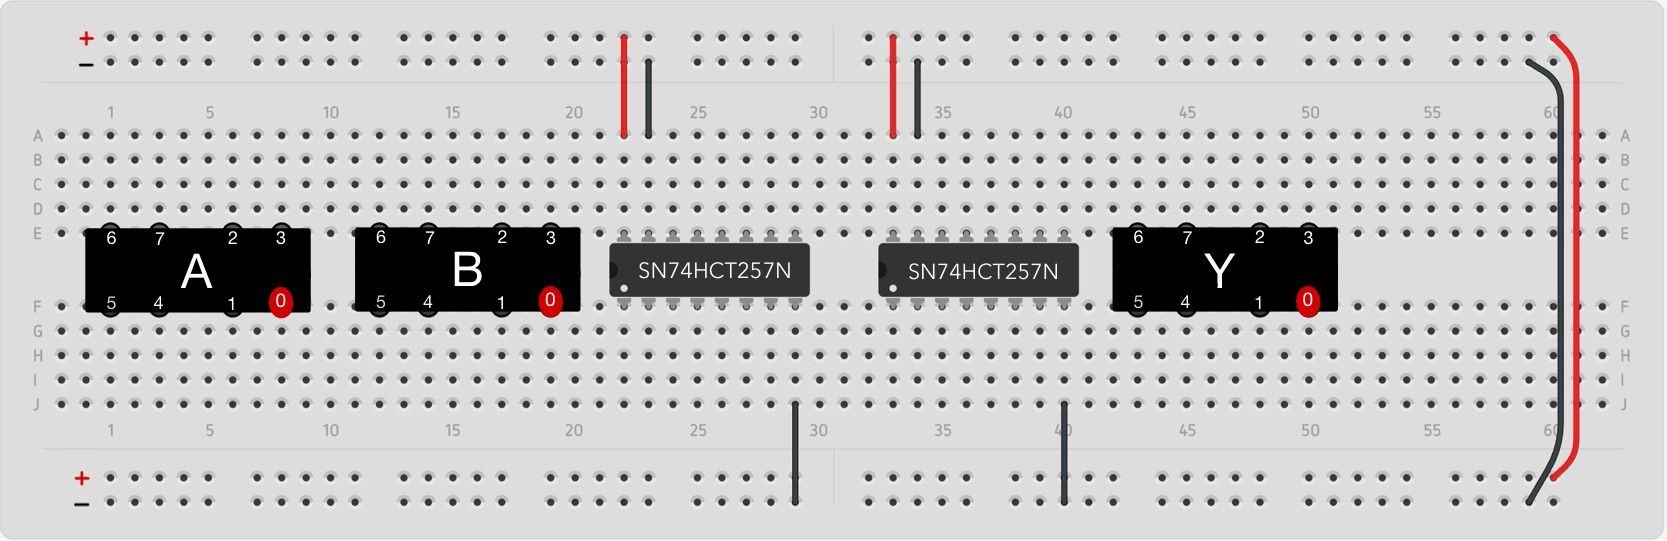 +
−
1 5 10 15 20 25 30 35 40 45 50 55 60
A A
B B
C C
D D
E E
6 7 2 3 6 7 2 3 6 7 2 3
A B SN74HCT257N SN74HCT257N Y
5 4 1 0 5 4 1 0 5 4 1 0
F F
G G
H H
I I
J J
1 5 10 15 20 25 30 35 40 45 50 55 60
+
−